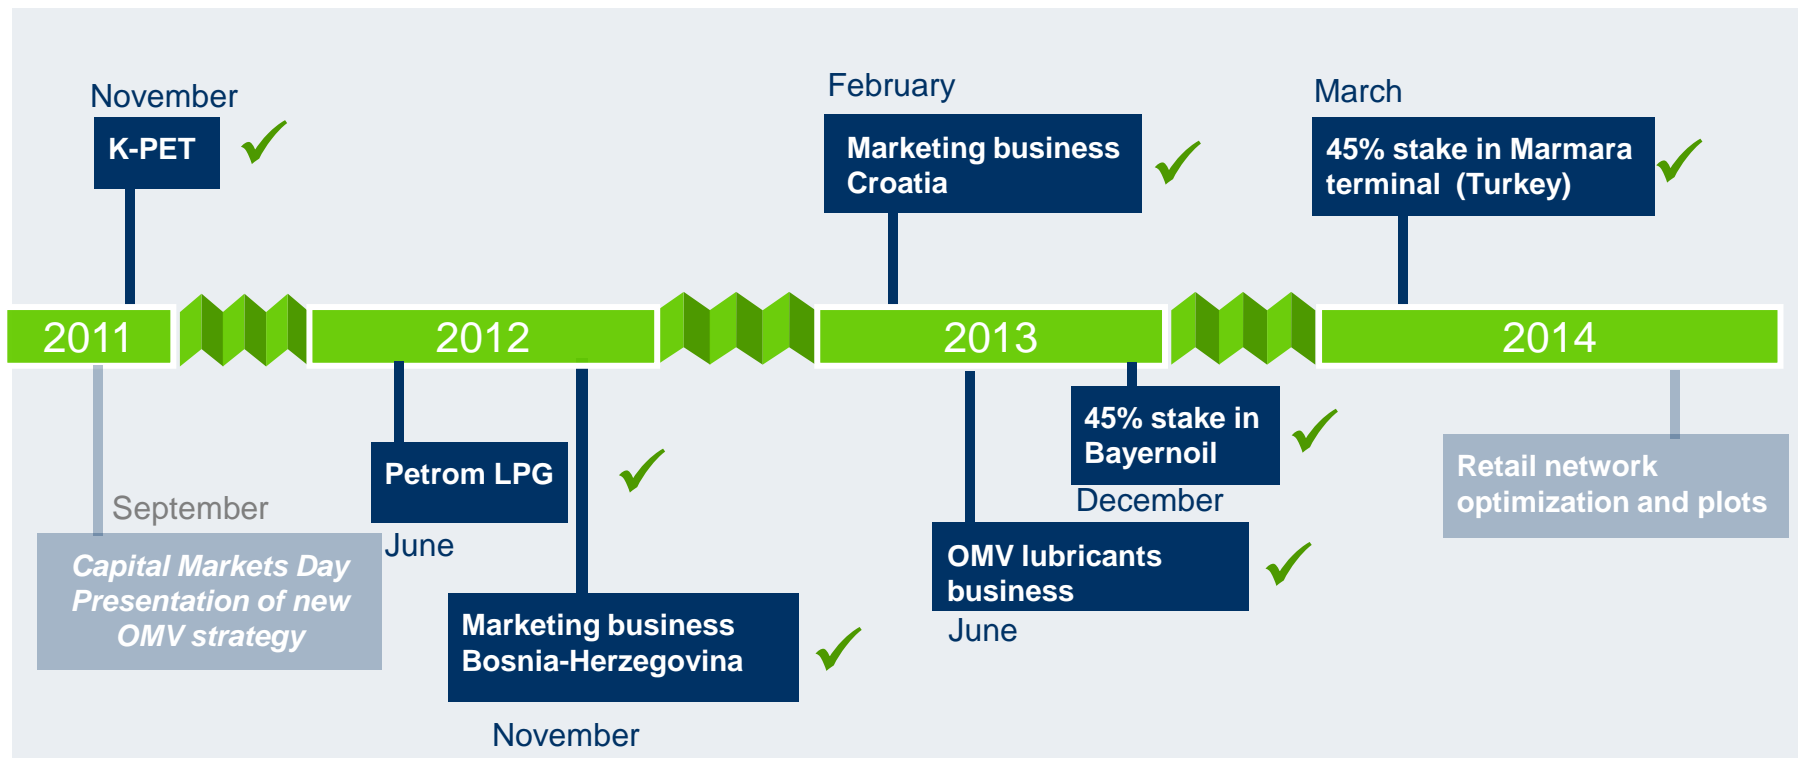 November
K-PET
February
Marketing business
Croatia
March
45% stake in Marmara
terminal (Turkey)
2011
2012
2013
2014
September
Capital Markets Day
Presentation of new
OMV strategy
Petrom LPG
June
Marketing business
Bosnia-Herzegovina
November
45% stake in
Bayernoil
December
OMV lubricants
business
June
Retail network
optimization and plots